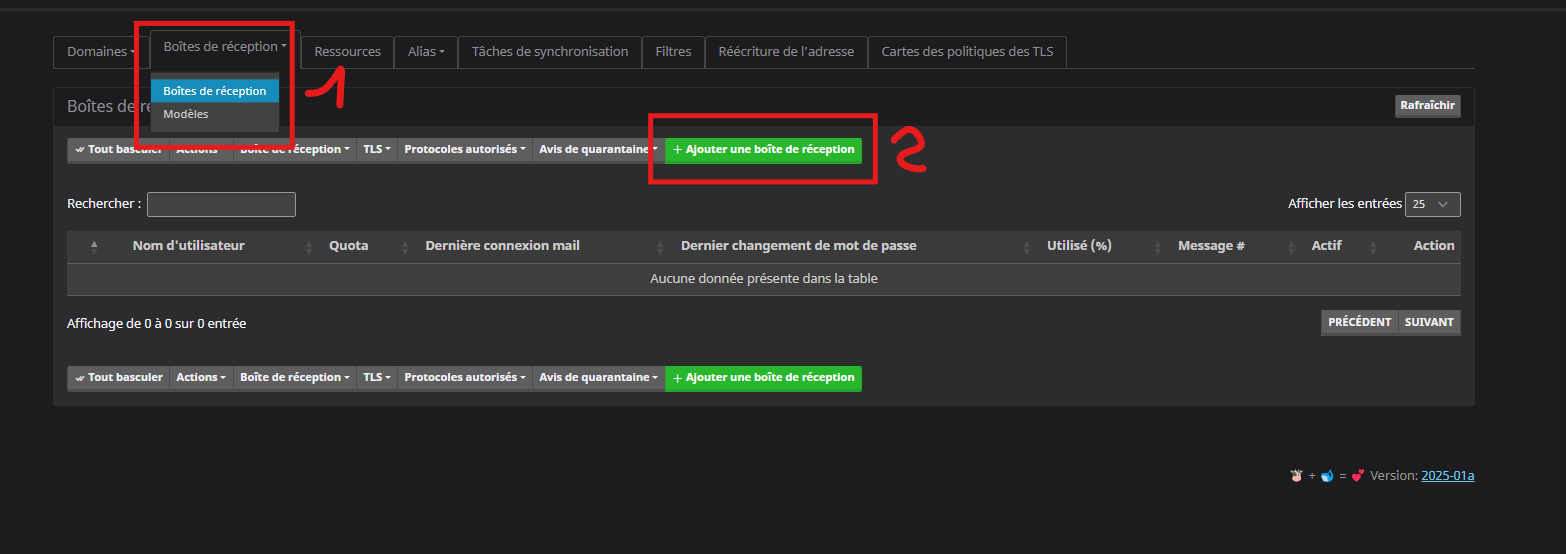 Domaines
Boîtes de réception
Ressources
Alias
Tâches de synchronisation
Filtres
Réécriture de l'adresse
Cartes des politiques des TLS
Boîtes de réception
Modèles
1
Boîtes de ré
Rafraîchir
Tout basculer Actions Boîte de réception TLS Protocoles autorisés Avis de quarantaine + Ajouter une boîte de réception
2
Rechercher :
Afficher les entrées 25
Nom d'utilisateur Quota Dernière connexion mail Dernier changement de mot de passe Utilisé (%) Message # Actif Action
Aucune donnée présente dans la table
Affichage de 0 à 0 sur 0 entrée
PRÉCÉDENT SUIVANT
Tout basculer Actions Boîte de réception TLS Protocoles autorisés Avis de quarantaine + Ajouter une boîte de réception
🐮 + 🐋 = 💕 Version: 2025-01a